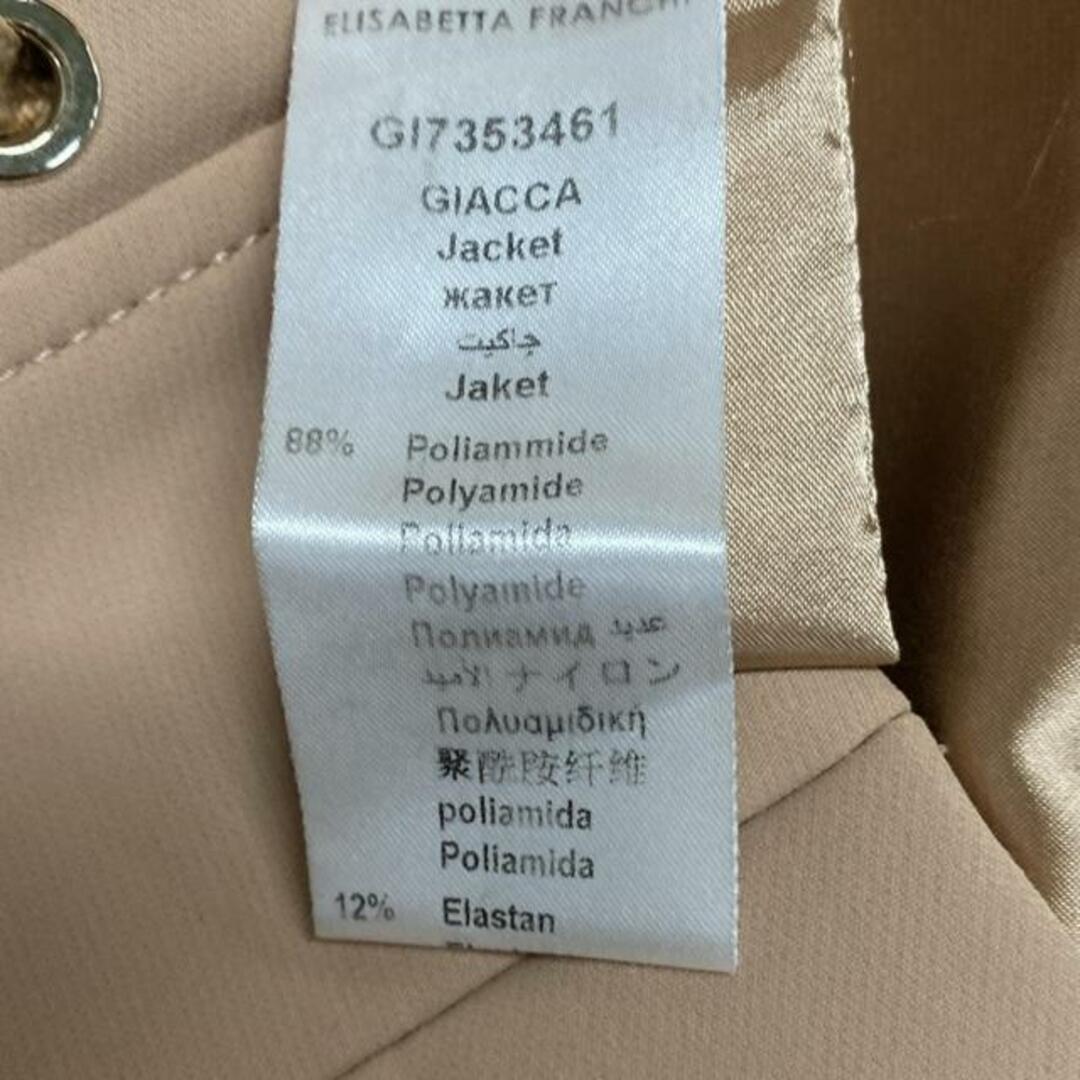 ELISABETTA FRANCHI
GI7353461
GIACCA
Jacket
жакет
جاكيت
Jaket
88% Poliammide
Polyamide
Poliamida
Polyamide
Полиамид عديد
الاميد ナイロン
Πολυαμιδική
聚酰胺纤维
poliamida
Poliamida
12% Elastan